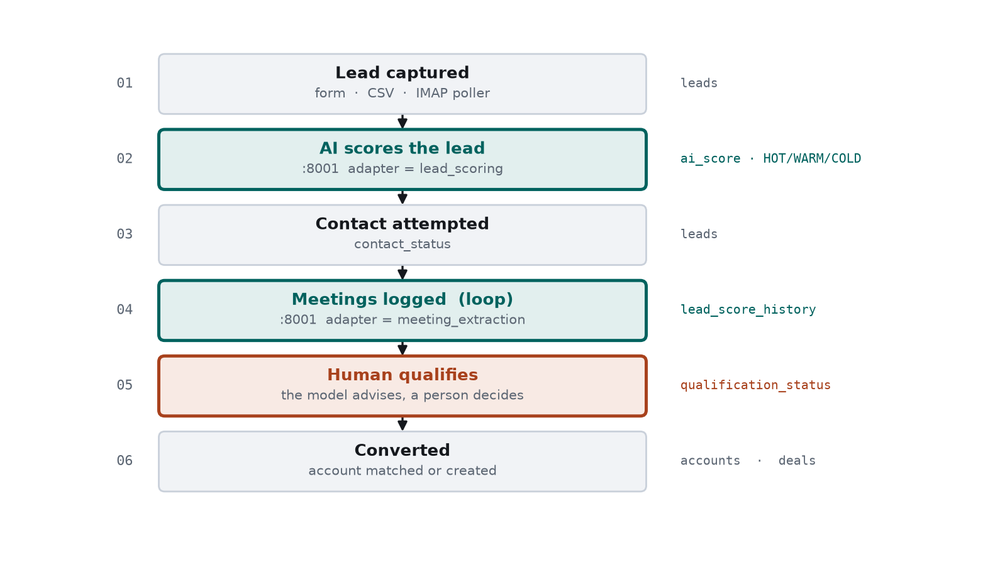 01
Lead captured
form · CSV · IMAP poller
leads
02
AI scores the lead
:8001 adapter = lead_scoring
ai_score · HOT/WARM/COLD
03
Contact attempted
contact_status
leads
04
Meetings logged (loop)
:8001 adapter = meeting_extraction
lead_score_history
05
Human qualifies
the model advises, a person decides
qualification_status
06
Converted
account matched or created
accounts · deals